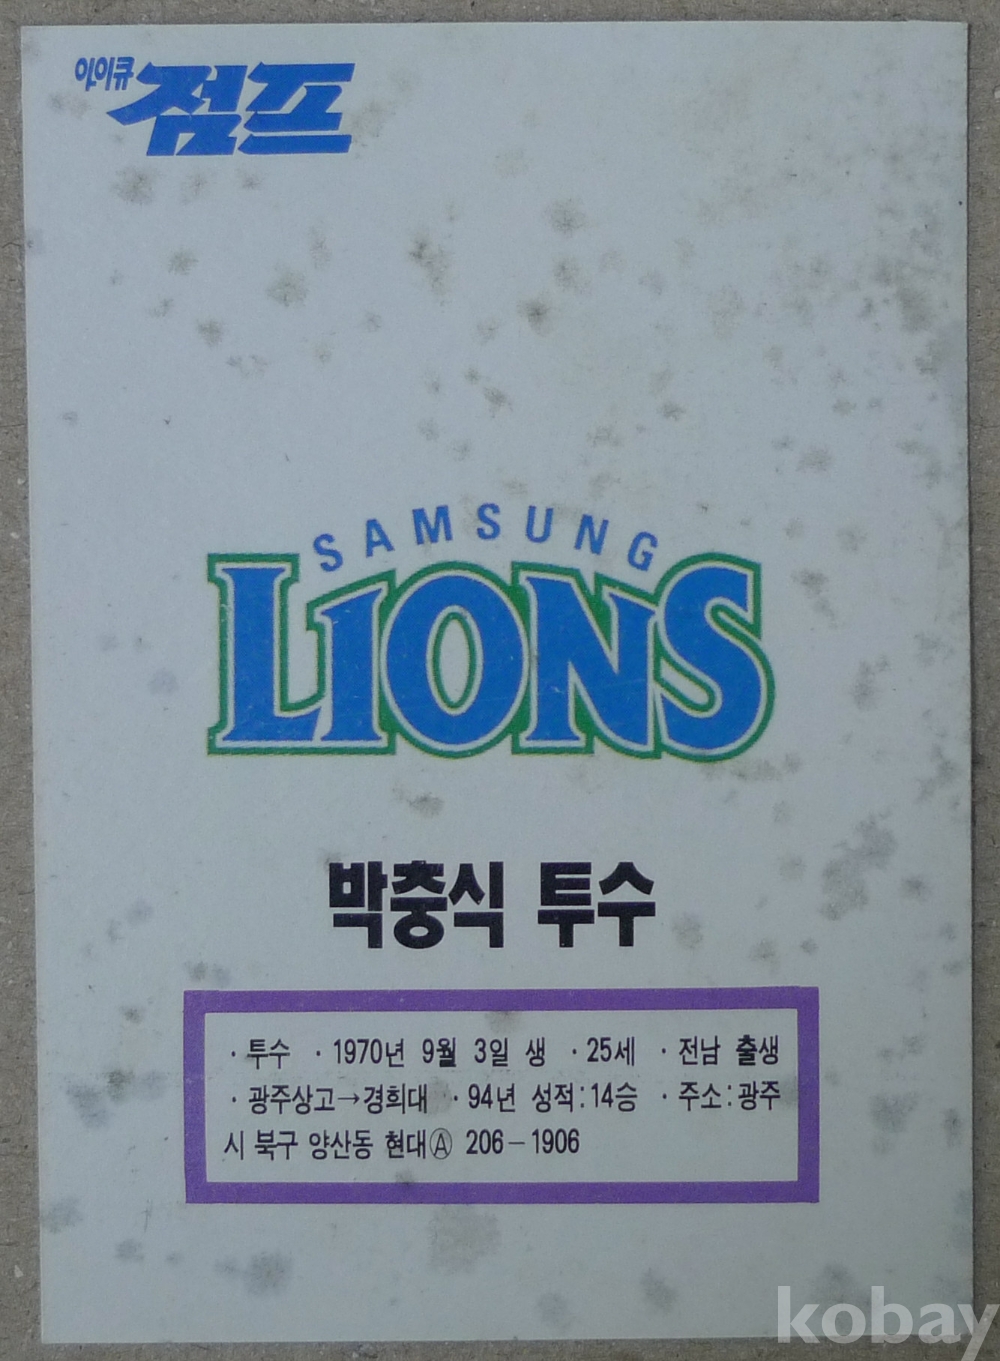 아이큐
점프
SAMSUNG
LIONS
박충식 투수
· 투수 · 1970년 9월 3일 생 · 25세 · 전남 출생
· 광주상고→경희대 · 94년 성적:14승 · 주소:광주
시 북구 양산동 현대Ⓐ 206-1906
kobay